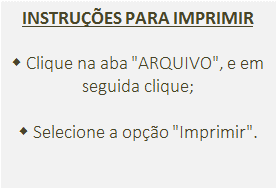 INSTRUÇÕES PARA IMPRIMIR
◆ Clique na aba "ARQUIVO", e em
seguida clique;
◆ Selecione a opção "Imprimir".